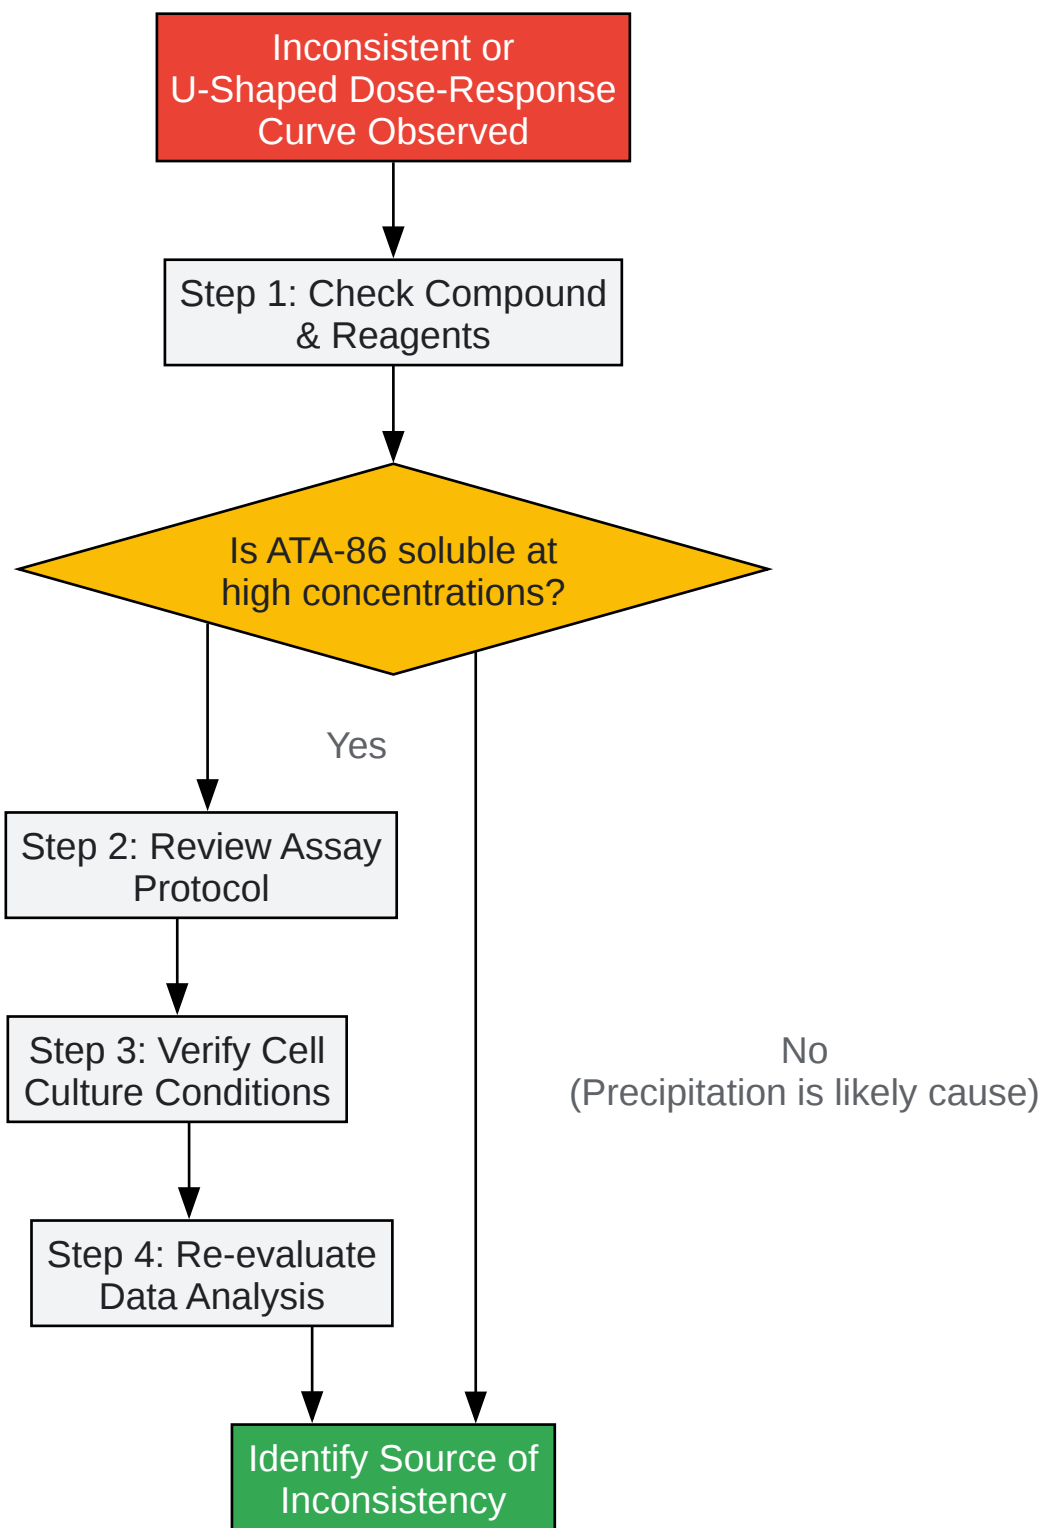 Inconsistent or
U-Shaped Dose-Response
Curve Observed
Step 1: Check Compound
& Reagents
Is ATA-86 soluble at
high concentrations?
Yes
Step 2: Review Assay
Protocol
Step 3: Verify Cell
Culture Conditions
No
(Precipitation is likely cause)
Step 4: Re-evaluate
Data Analysis
Identify Source of
Inconsistency